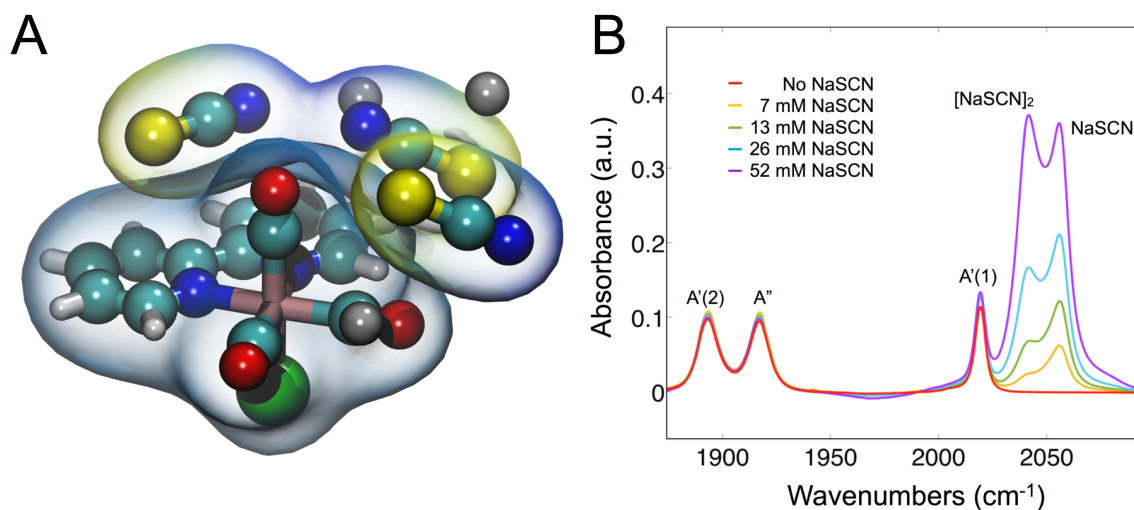 A
B
No NaSCN
7 mM NaSCN
13 mM NaSCN
26 mM NaSCN
52 mM NaSCN
[NaSCN]₂
NaSCN
A'(2)
A"
A'(1)
Absorbance (a.u.)
0.4
0.3
0.2
0.1
0
1900
1950
2000
2050
Wavenumbers (cm⁻¹)